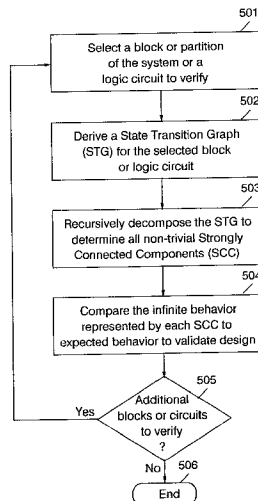 501
Select a block or partition
of the system or a
logic circuit to verify
502
Derive a State Transition Graph
(STG) for the selected block
or logic circuit
503
Recursively decompose the STG to
determine all non-trivial Strongly
Connected Components (SCC)
504
Compare the infinite behavior
represented by each SCC to
expected behavior to validate design
505
Additional
blocks or circuits
to verify
?
Yes
No
506
End